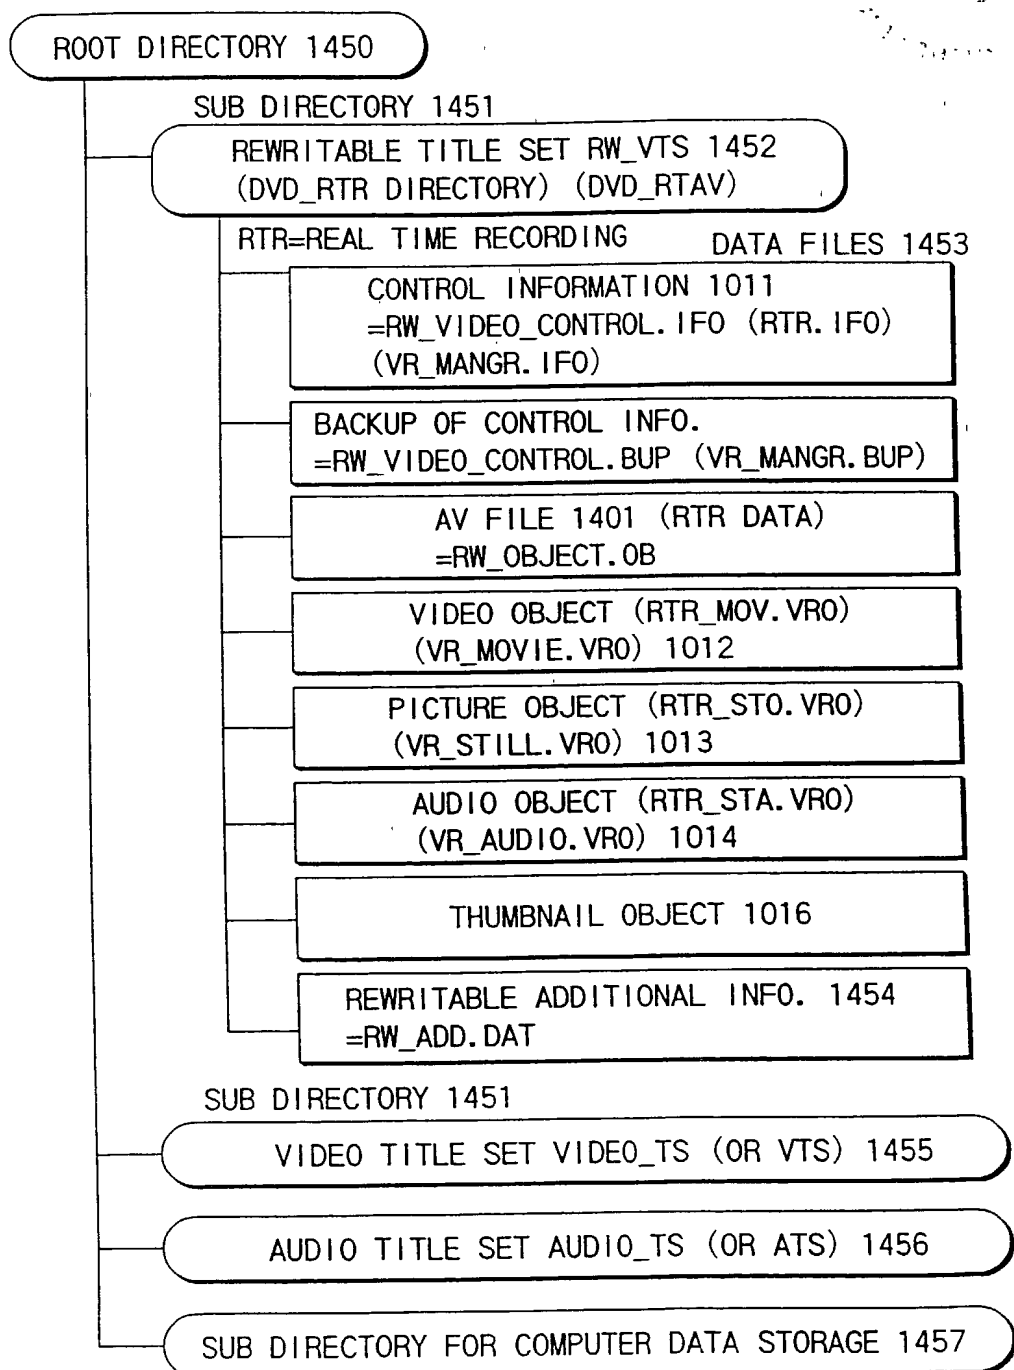 ROOT DIRECTORY 1450
SUB DIRECTORY 1451
REWRITABLE TITLE SET RW_VTS 1452
(DVD_RTR DIRECTORY) (DVD_RTAV)
RTR=REAL TIME RECORDING
DATA FILES 1453
CONTROL INFORMATION 1011
=RW_VIDEO_CONTROL.IFO (RTR.IFO)
(VR_MANGR.IFO)
BACKUP OF CONTROL INFO.
=RW_VIDEO_CONTROL.BUP (VR_MANGR.BUP)
AV FILE 1401 (RTR DATA)
=RW_OBJECT.OB
VIDEO OBJECT (RTR_MOV.VRO)
(VR_MOVIE.VRO) 1012
PICTURE OBJECT (RTR_STO.VRO)
(VR_STILL.VRO) 1013
AUDIO OBJECT (RTR_STA.VRO)
(VR_AUDIO.VRO) 1014
THUMBNAIL OBJECT 1016
REWRITABLE ADDITIONAL INFO. 1454
=RW_ADD.DAT
SUB DIRECTORY 1451
VIDEO TITLE SET VIDEO_TS (OR VTS) 1455
AUDIO TITLE SET AUDIO_TS (OR ATS) 1456
SUB DIRECTORY FOR COMPUTER DATA STORAGE 1457